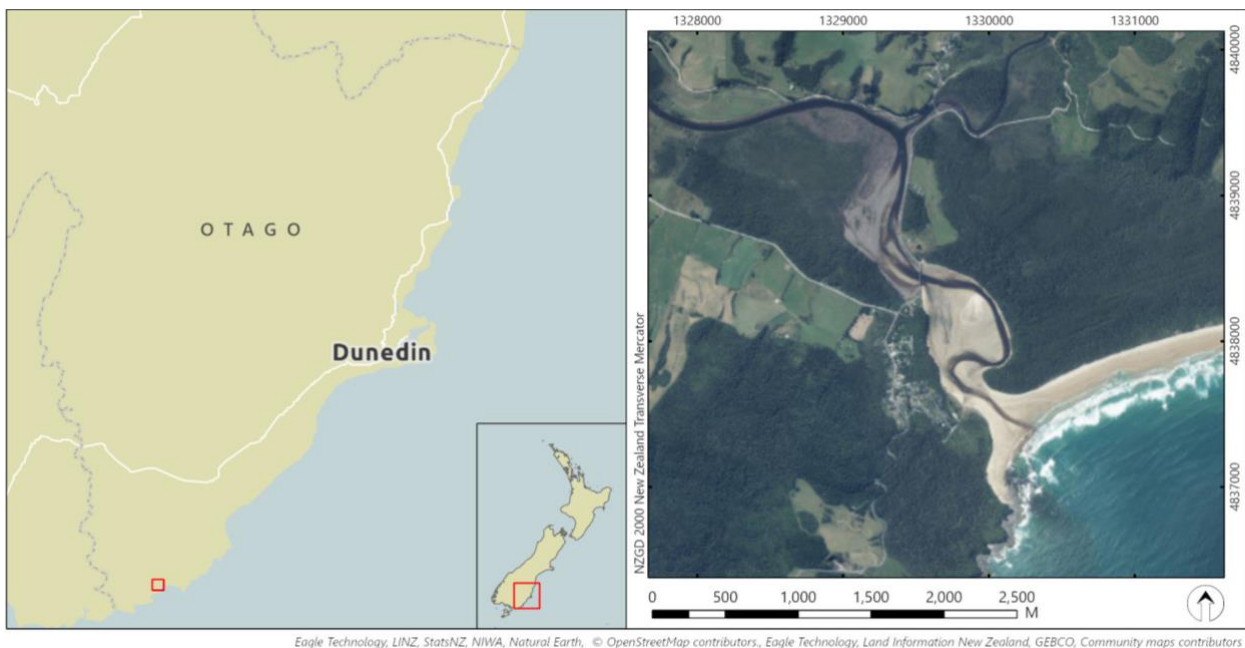 OTAGO
Dunedin
1328000 1329000 1330000 1331000
4840000
4839000
4838000
4837000
NZGD 2000 New Zealand Transverse Mercator
0 500 1,000 1,500 2,000 2,500
M
Eagle Technology, LINZ, StatsNZ, NIWA, Natural Earth, © OpenStreetMap contributors., Eagle Technology, Land Information New Zealand, GEBCO, Community maps contributors